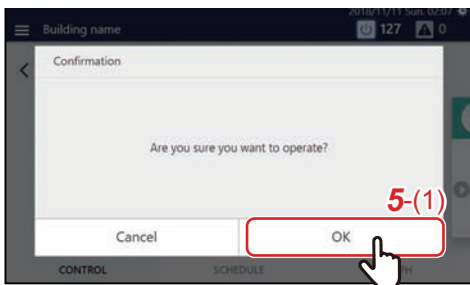 2018/11/11 Sun. 02:07
Building name
127
0
Confirmation
Are you sure you want to operate?
5-(1)
Cancel
OK
CONTROL
SCHEDULE